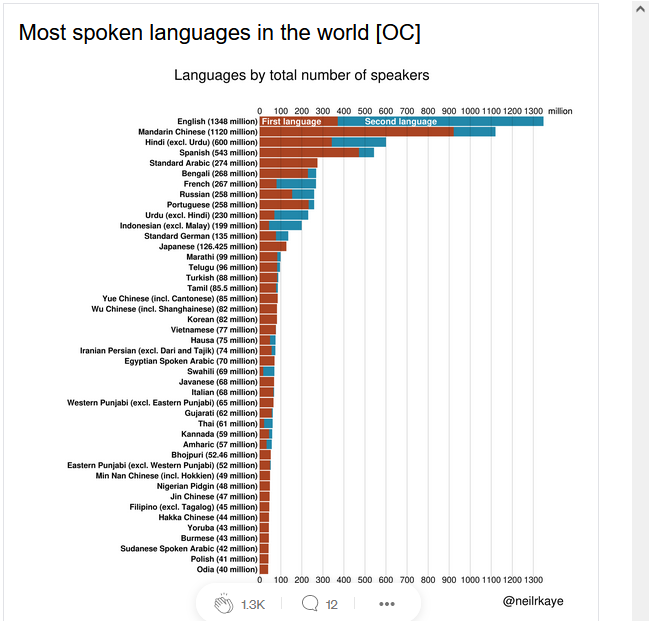 Most spoken languages in the world [OC]
Languages by total number of speakers
0 100 200 300 400 500 600 700 800 900 1000 1100 1200 1300 million
English (1348 million) First language Second language
Mandarin Chinese (1120 million)
Hindi (excl. Urdu) (600 million)
Spanish (543 million)
Standard Arabic (274 million)
Bengali (268 million)
French (267 million)
Russian (258 million)
Portuguese (258 million)
Urdu (excl. Hindi) (230 million)
Indonesian (excl. Malay) (199 million)
Standard German (135 million)
Japanese (126.425 million)
Marathi (99 million)
Telugu (96 million)
Turkish (88 million)
Tamil (85.5 million)
Yue Chinese (incl. Cantonese) (85 million)
Wu Chinese (incl. Shanghainese) (82 million)
Korean (82 million)
Vietnamese (77 million)
Hausa (75 million)
Iranian Persian (excl. Dari and Tajik) (74 million)
Egyptian Spoken Arabic (70 million)
Swahili (69 million)
Javanese (68 million)
Italian (68 million)
Western Punjabi (excl. Eastern Punjabi) (65 million)
Gujarati (62 million)
Thai (61 million)
Kannada (59 million)
Amharic (57 million)
Bhojpuri (52.46 million)
Eastern Punjabi (excl. Western Punjabi) (52 million)
Min Nan Chinese (incl. Hokkien) (49 million)
Nigerian Pidgin (48 million)
Jin Chinese (47 million)
Filipino (excl. Tagalog) (45 million)
Hakka Chinese (44 million)
Yoruba (43 million)
Burmese (43 million)
Sudanese Spoken Arabic (42 million)
Polish (41 million)
Odia (40 million)
0 100 200 300 400 500 600 700 800 900 1000 1100 1200 1300
1.3K 12
@neilrkaye